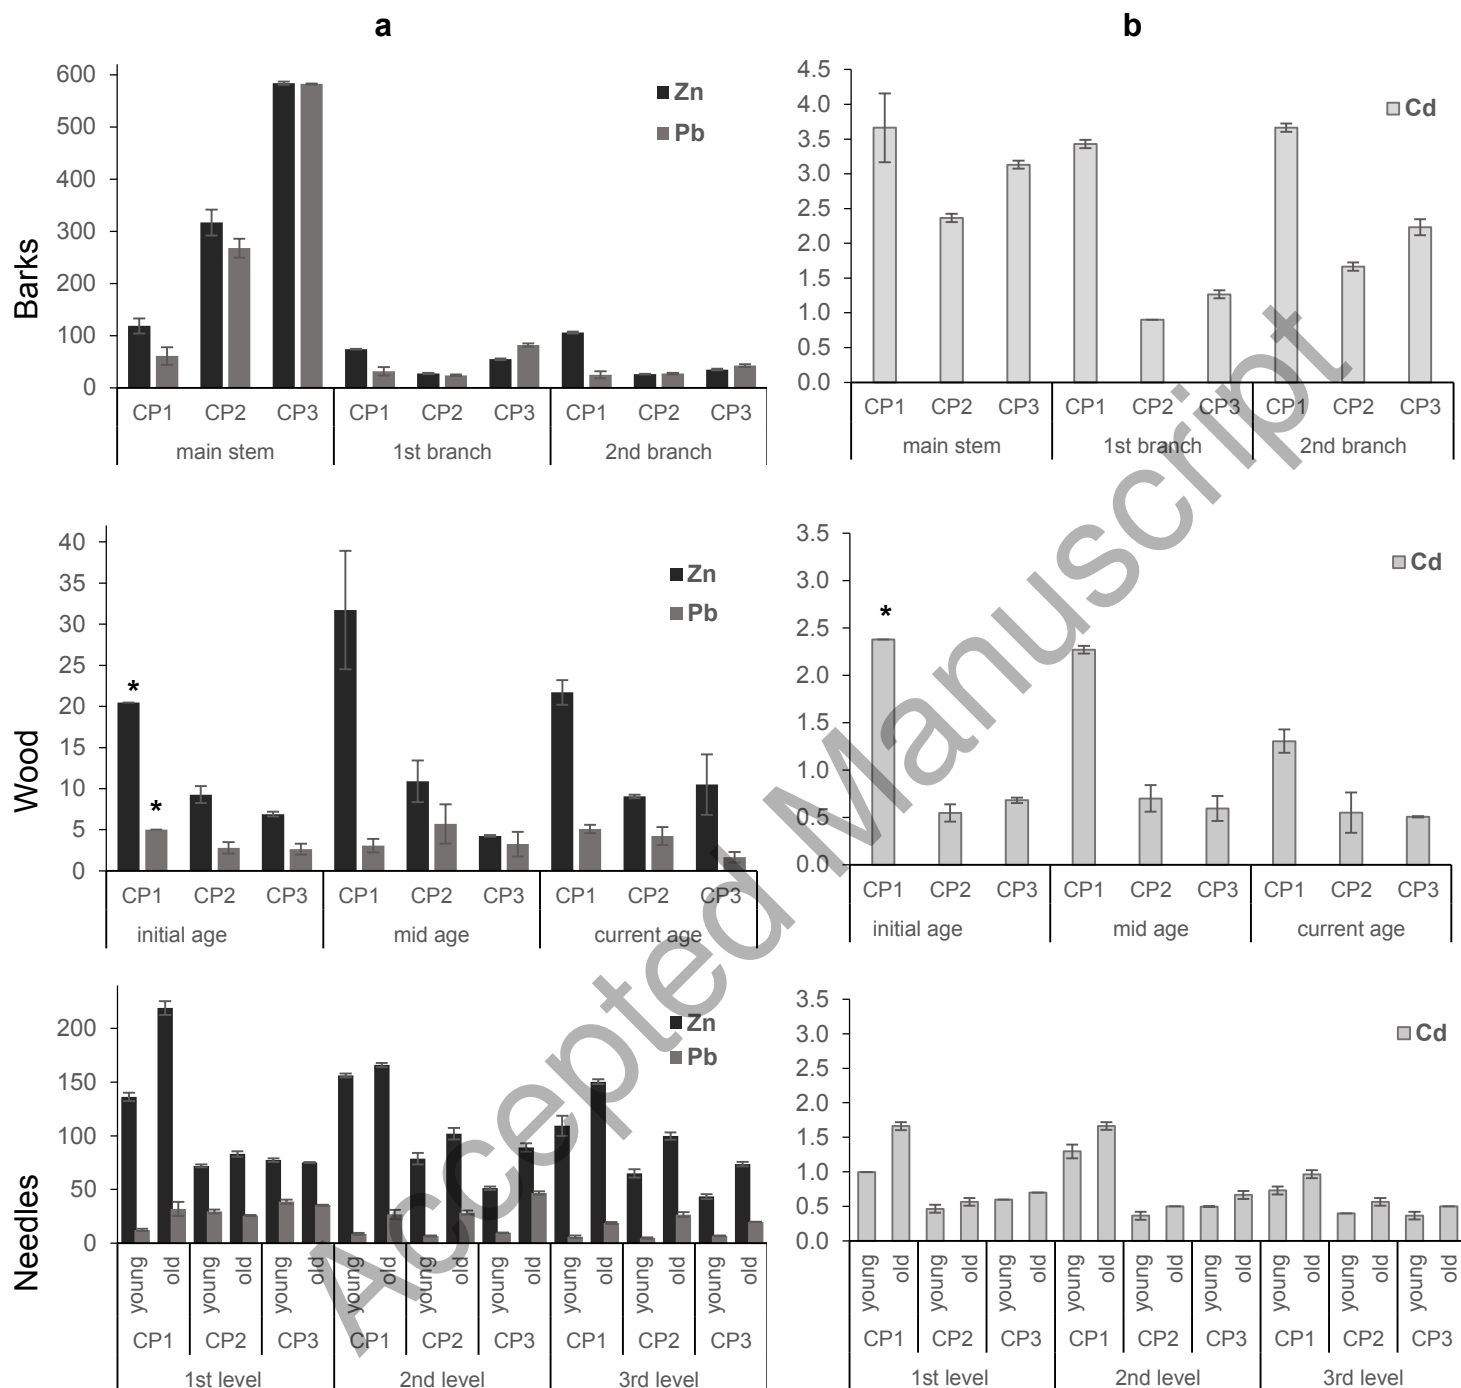 a
b
Barks
600
500
400
300
200
100
0
Zn
Pb
CP1 CP2 CP3 CP1 CP2 CP3 CP1 CP2 CP3
main stem 1st branch 2nd branch
4.5
4.0
3.5
3.0
2.5
2.0
1.5
1.0
0.5
0.0
Cd
CP1 CP2 CP3 CP1 CP2 CP3 CP1 CP2 CP3
main stem 1st branch 2nd branch
Wood
40
35
30
25
20
15
10
5
0
Zn
Pb
*
*
CP1 CP2 CP3 CP1 CP2 CP3 CP1 CP2 CP3
initial age mid age current age
3.5
3.0
2.5
2.0
1.5
1.0
0.5
0.0
Cd
*
CP1 CP2 CP3 CP1 CP2 CP3 CP1 CP2 CP3
initial age mid age current age
Needles
200
150
100
50
0
Zn
Pb
young old young old young old young old young old young old young old young old young old
CP1 CP2 CP3 CP1 CP2 CP3 CP1 CP2 CP3
1st level 2nd level 3rd level
3.5
3.0
2.5
2.0
1.5
1.0
0.5
0.0
Cd
young old young old young old young old young old young old young old young old young old
CP1 CP2 CP3 CP1 CP2 CP3 CP1 CP2 CP3
1st level 2nd level 3rd level
Accepted Manuscript